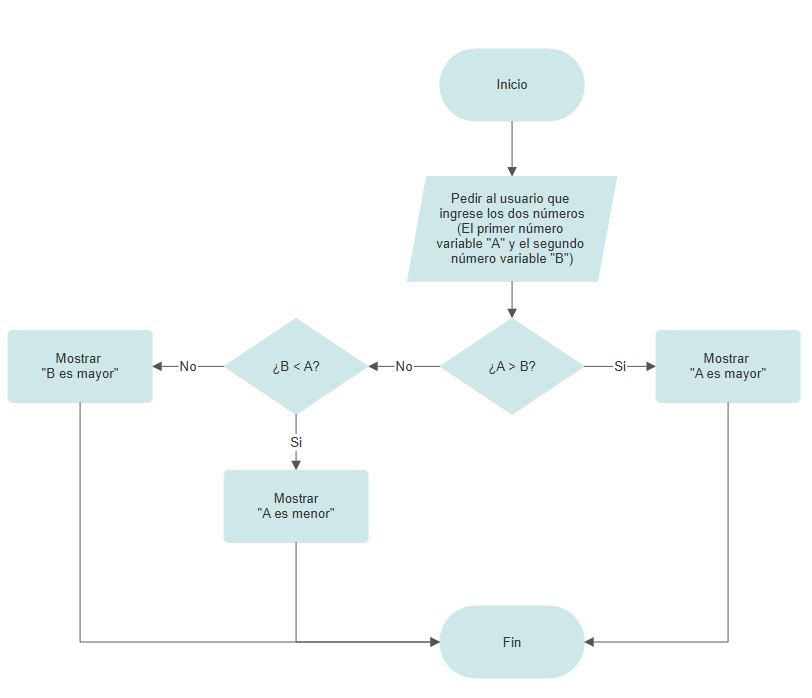 Inicio
Pedir al usuario que
ingrese los dos números
(El primer número
variable "A" y el segundo
número variable "B")
Mostrar
"B es mayor"
No
¿B < A?
No
¿A > B?
Si
Mostrar
"A es mayor"
Si
Mostrar
"A es menor"
Fin